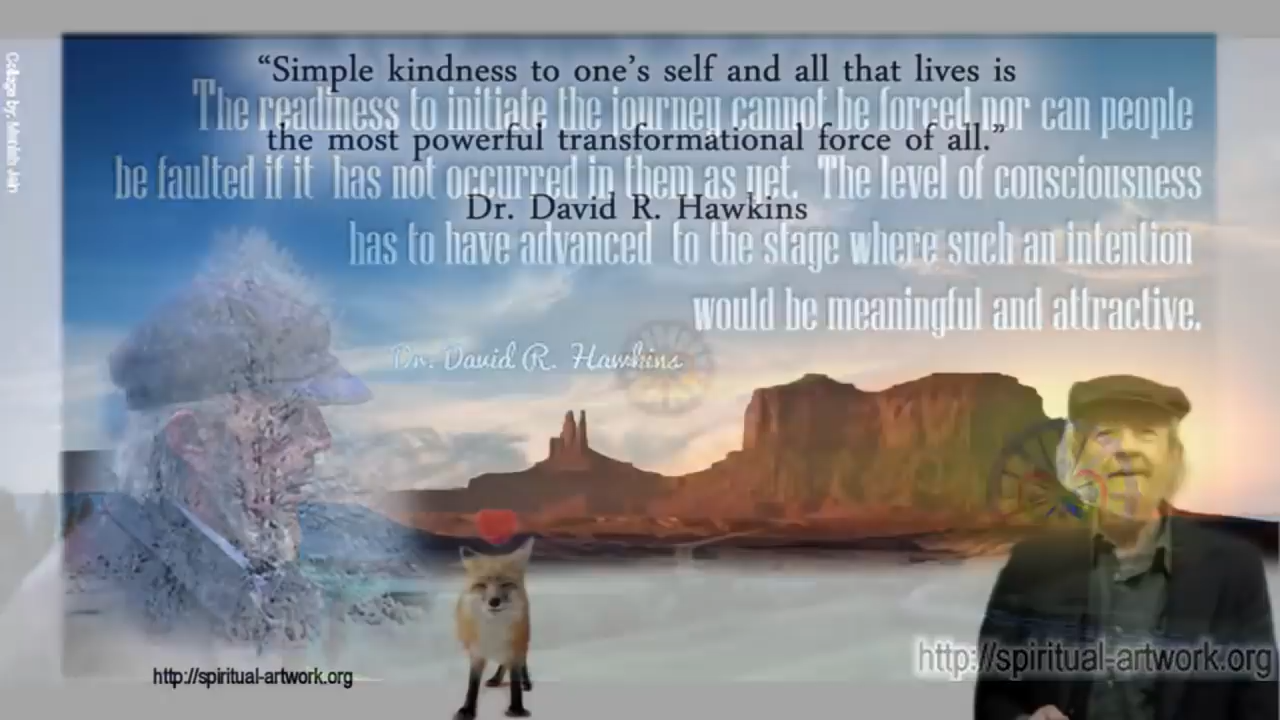 “Simple kindness to one’s self and all that lives is
the most powerful transformational force of all.”
Dr. David R. Hawkins
The readiness to initiate the journey cannot be forced nor can people
be faulted if it has not occurred in them as yet. The level of consciousness
has to have advanced to the stage where such an intention
would be meaningful and attractive.
Dr. David R. Hawkins
http://spiritual-artwork.org
http://spiritual-artwork.org
Collage by,